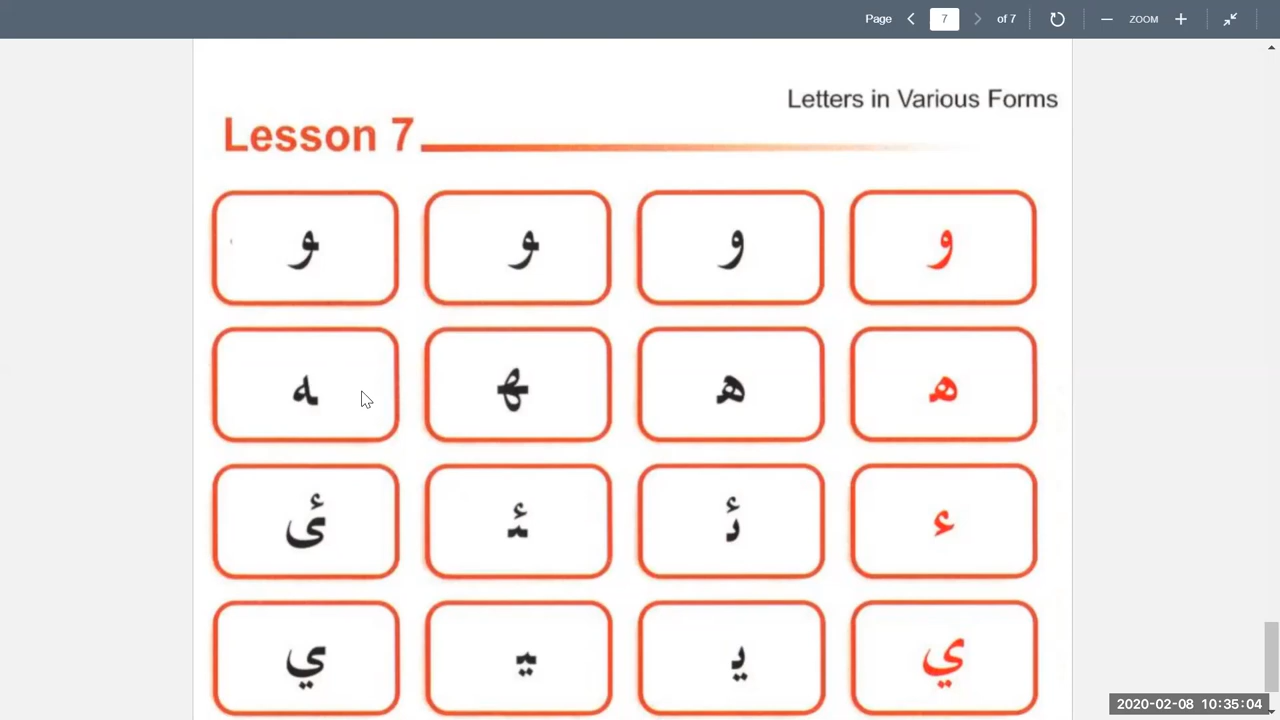 Page 7 of 7 ZOOM
Letters in Various Forms
Lesson 7
و و ـو ـو
ه هـ ـهـ ـه
ء ئـ ـئـ ـئ
ي يـ ـيـ ـي
2020-02-08 10:35:04